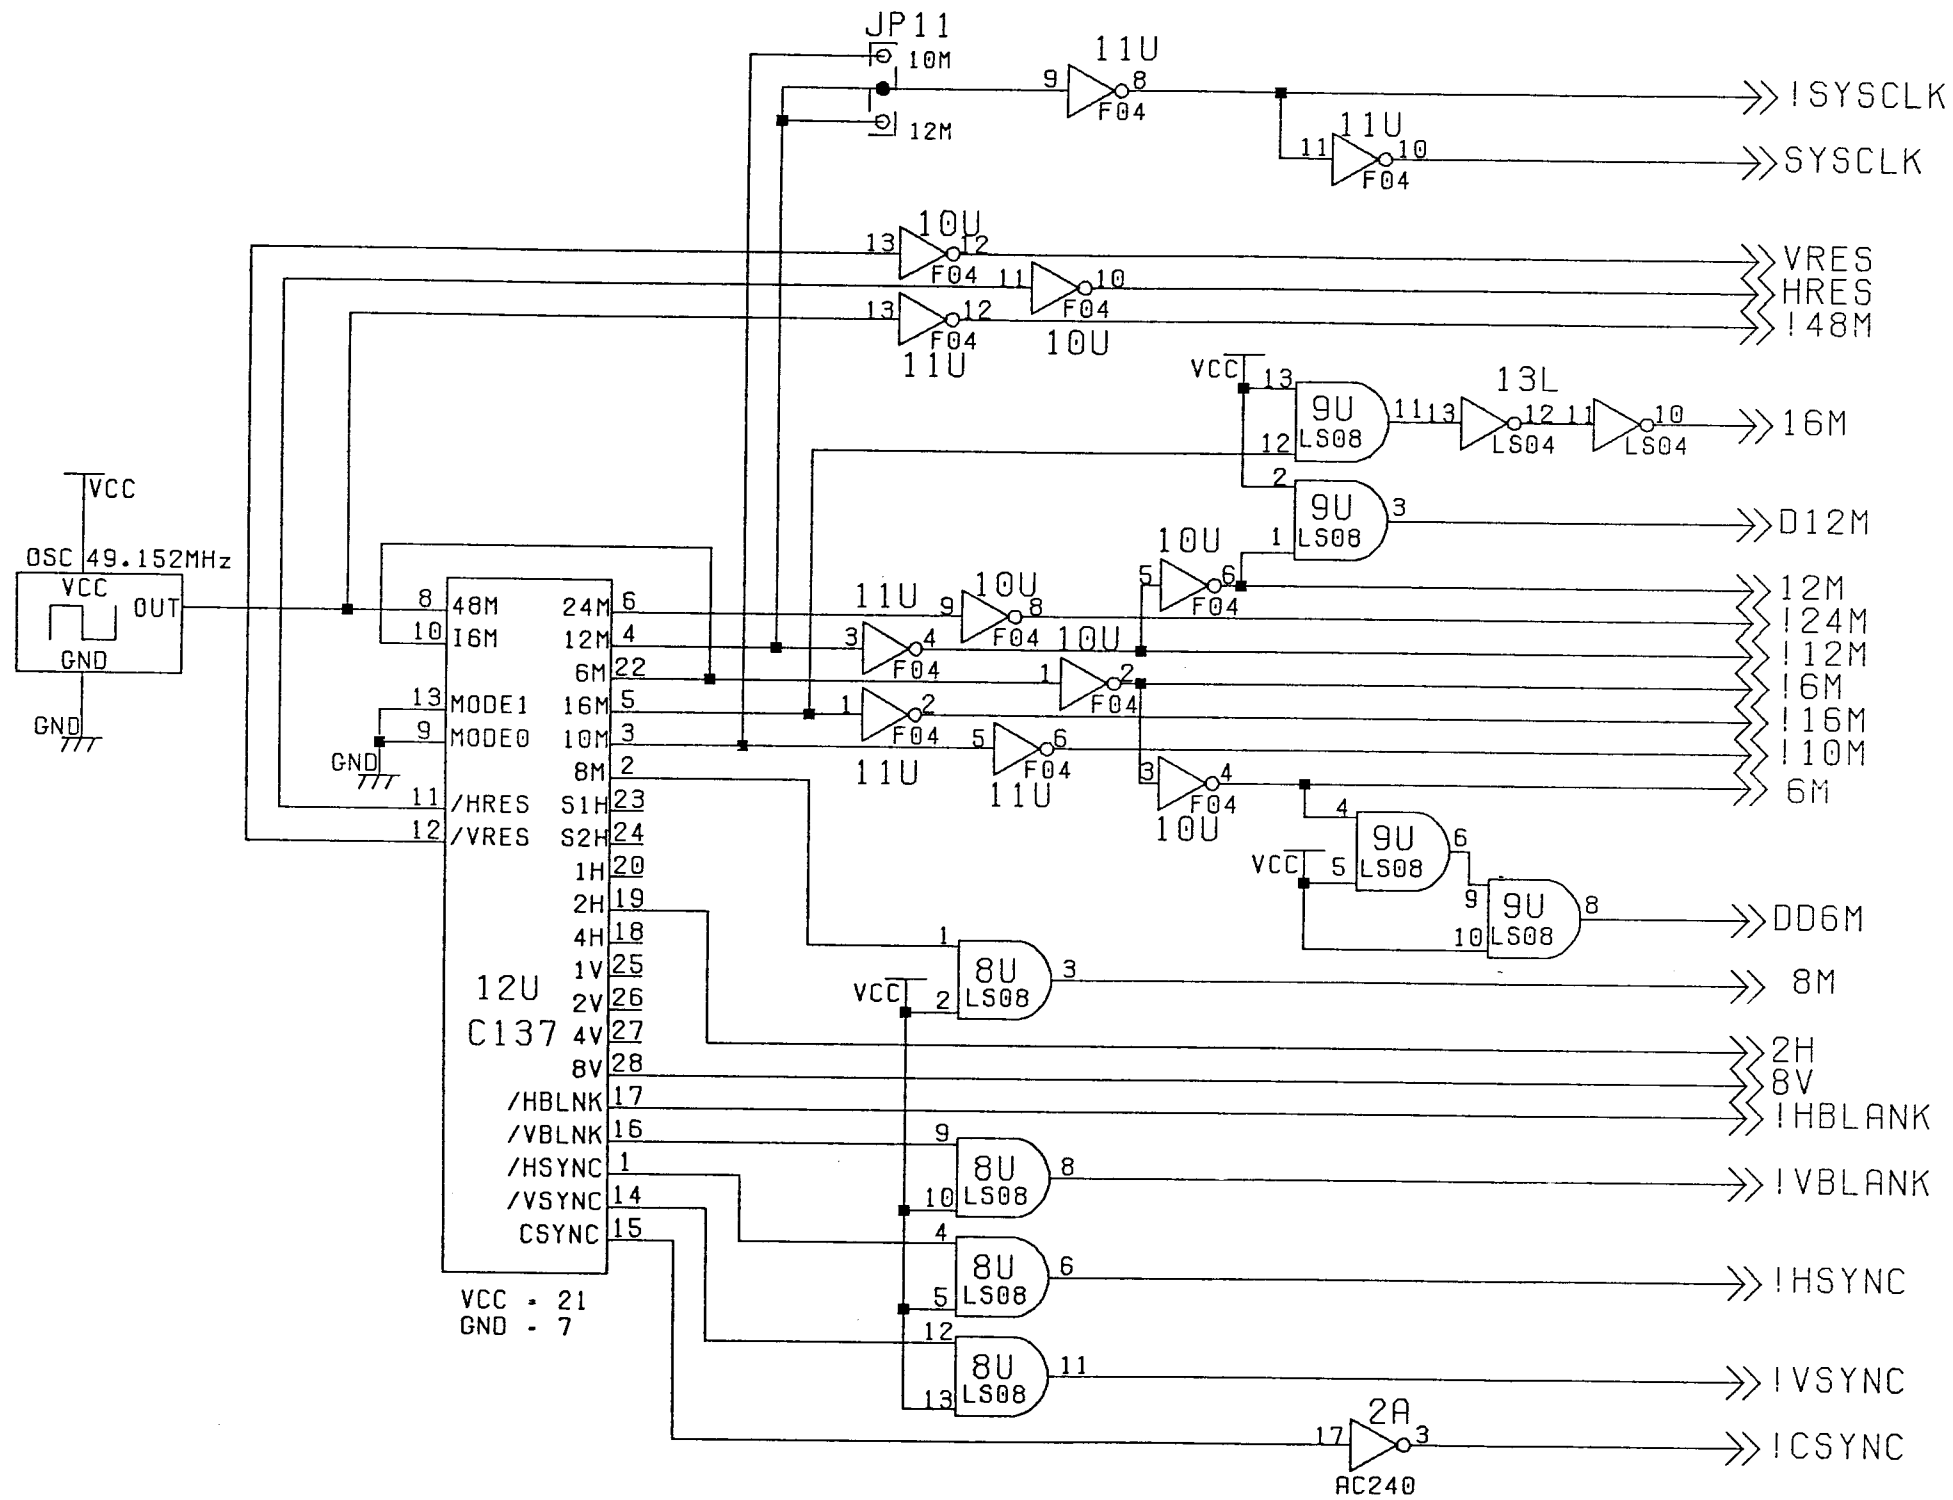 JP11
10M
12M
11U
9 8
F04
!SYSCLK
11U
11 10
F04
SYSCLK
10U
13 12
F04
VRES
11 10
F04
10U
HRES
13 12
F04
11U
!48M
VCC
13
12
9U
LS08
11
13L
13 12
LS04
11 10
LS04
16M
2
1
9U
LS08
3
D12M
VCC
OSC 49.152MHz
VCC
OUT
GND
GND
8 48M
10 I6M
13 MODE1
9 MODE0
GND
11 /HRES
12 /VRES
24M 6
12M 4
6M 22
16M 5
10M 3
8M 2
S1H 23
S2H 24
1H 20
2H 19
4H 18
1V 25
2V 26
4V 27
8V 28
/HBLNK 17
/VBLNK 16
/HSYNC 1
/VSYNC 14
CSYNC 15
12U
C137
VCC - 21
GND - 7
10U
5 6
F04
12M
10U
9 8
F04
!24M
11U
3 4
F04
!12M
10U
1 2
F04
!6M
1 2
F04
11U
!16M
5 6
F04
11U
!10M
3 4
F04
10U
6M
4
VCC
5
9U
LS08
6
9
10
9U
LS08
8
DD6M
1
VCC
2
8U
LS08
3
8M
2H
8V
!HBLANK
9
10
8U
LS08
8
!VBLANK
4
5
8U
LS08
6
!HSYNC
12
13
8U
LS08
11
!VSYNC
2A
17 3
AC240
!CSYNC